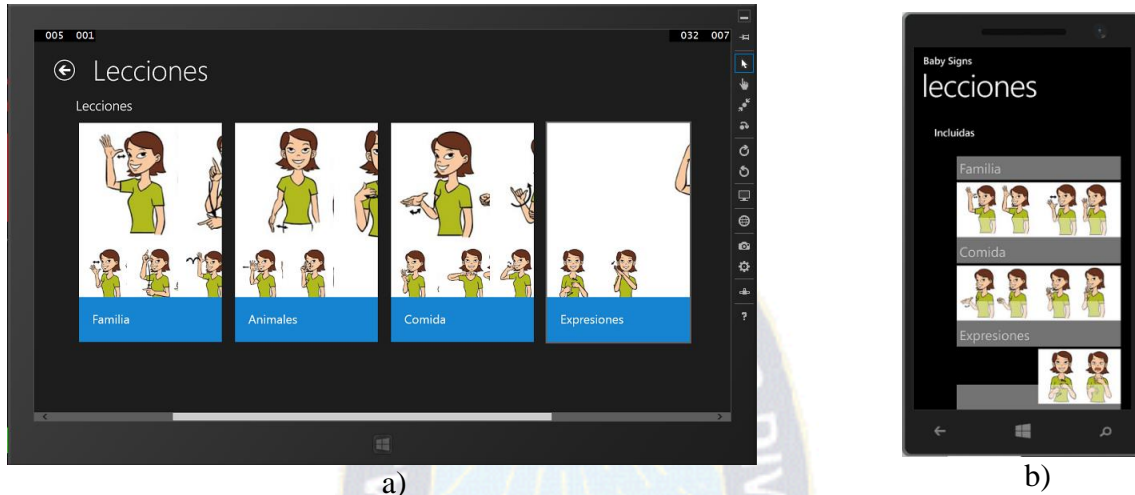 005 001
032 007
Lecciones
Lecciones
Familia
Animales
Comida
Expresiones
?
a)
Baby Signs
lecciones
Incluidas
Familia
Comida
Expresiones
b)